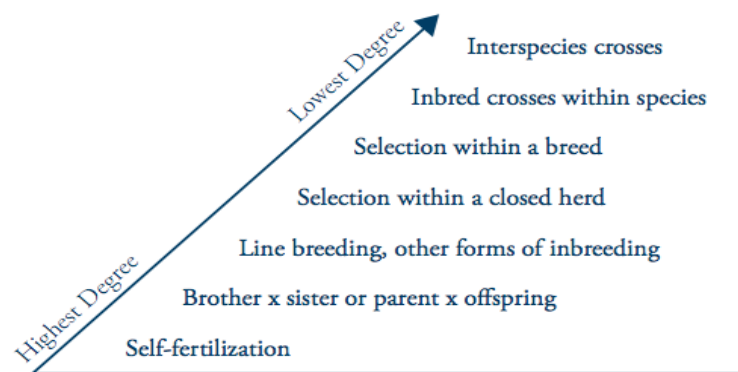 Interspecies crosses
Lowest Degree
Inbred crosses within species
Selection within a breed
Selection within a closed herd
Line breeding, other forms of inbreeding
Highest Degree
Brother x sister or parent x offspring
Self-fertilization